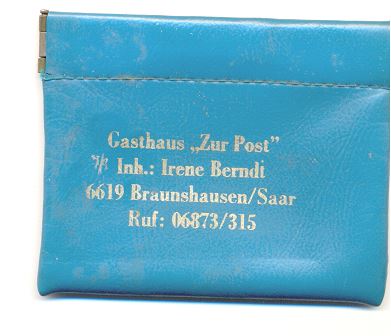 Gasthaus „Zur Post”
Inh.: Irene Berndt
6619 Braunshausen/Saar
Ruf: 06873/315